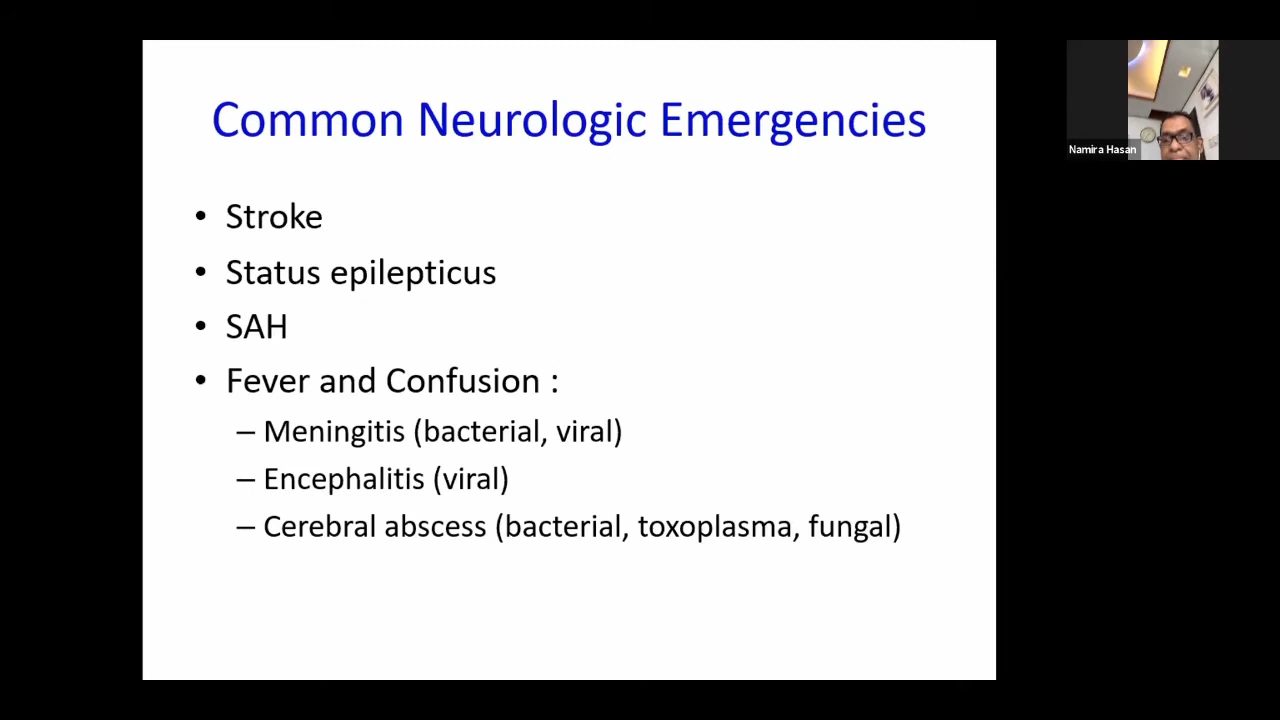 Common Neurologic Emergencies
• Stroke
• Status epilepticus
• SAH
• Fever and Confusion :
– Meningitis (bacterial, viral)
– Encephalitis (viral)
– Cerebral abscess (bacterial, toxoplasma, fungal)
Namira Hasan